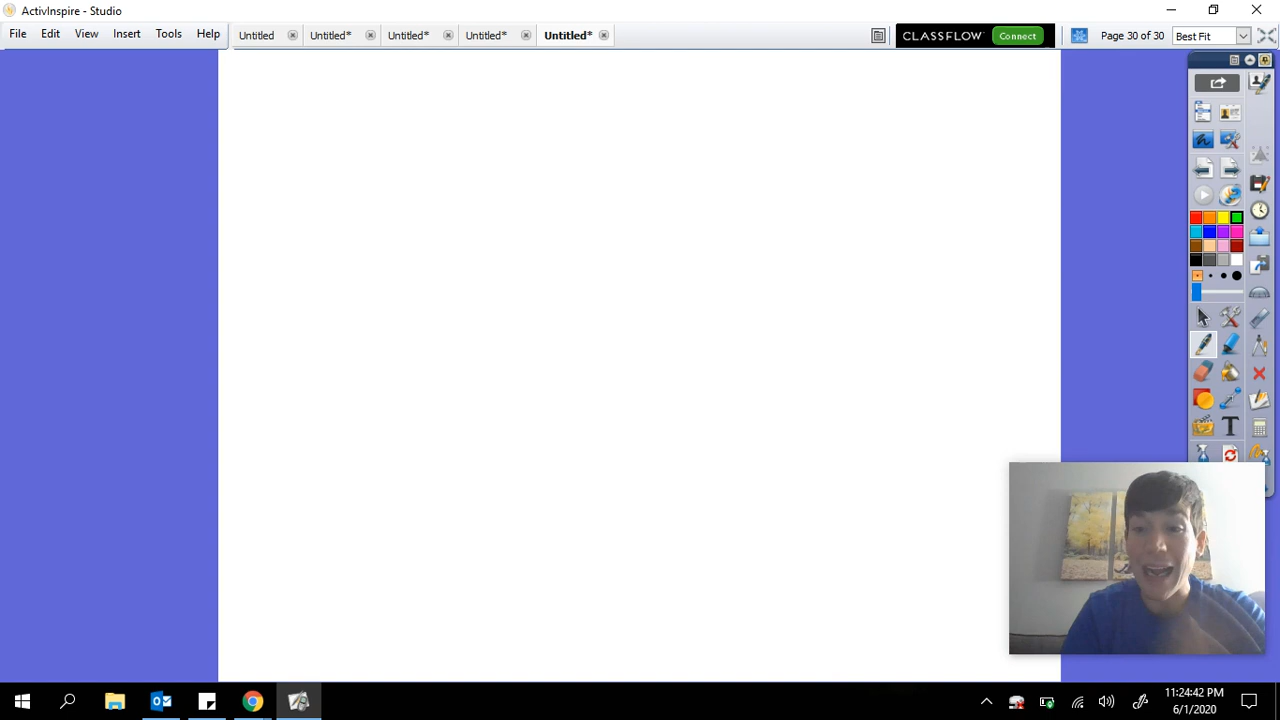 ActivInspire - Studio
File Edit View Insert Tools Help Untitled Untitled* Untitled* Untitled* Untitled* CLASSFLOW Connect Page 30 of 30 Best Fit
T
11:24:42 PM
6/1/2020